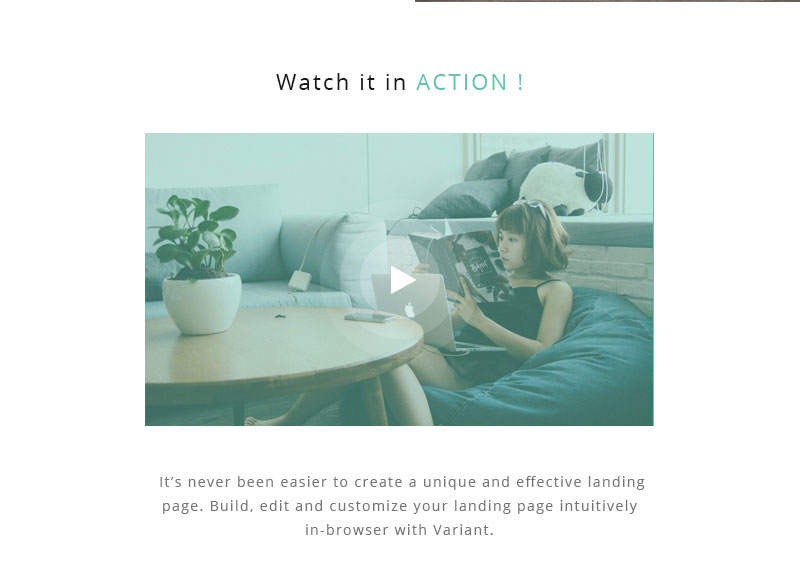 Watch it in ACTION !
It’s never been easier to create a unique and effective landing
page. Build, edit and customize your landing page intuitively
in-browser with Variant.